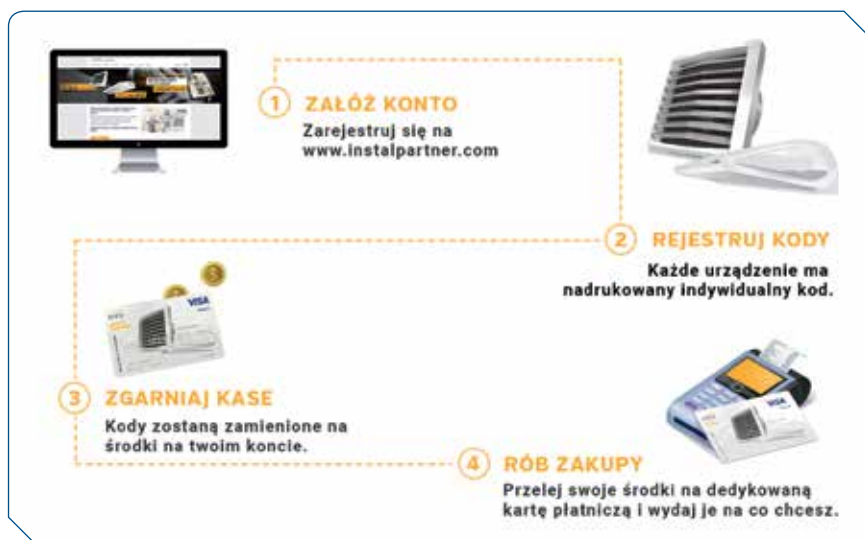 1 ZAŁÓŻ KONTO
Zarejestruj się na
www.instalpartner.com
2 REJESTRUJ KODY
Każde urządzenie ma
nadrukowany indywidualny kod.
VISA
3 ZGARNIAJ KASE
Kody zostaną zamienione na
środki na twoim koncie.
VISA
4 RÓB ZAKUPY
Przelej swoje środki na dedykowaną
kartę płatniczą i wydaj je na co chcesz.